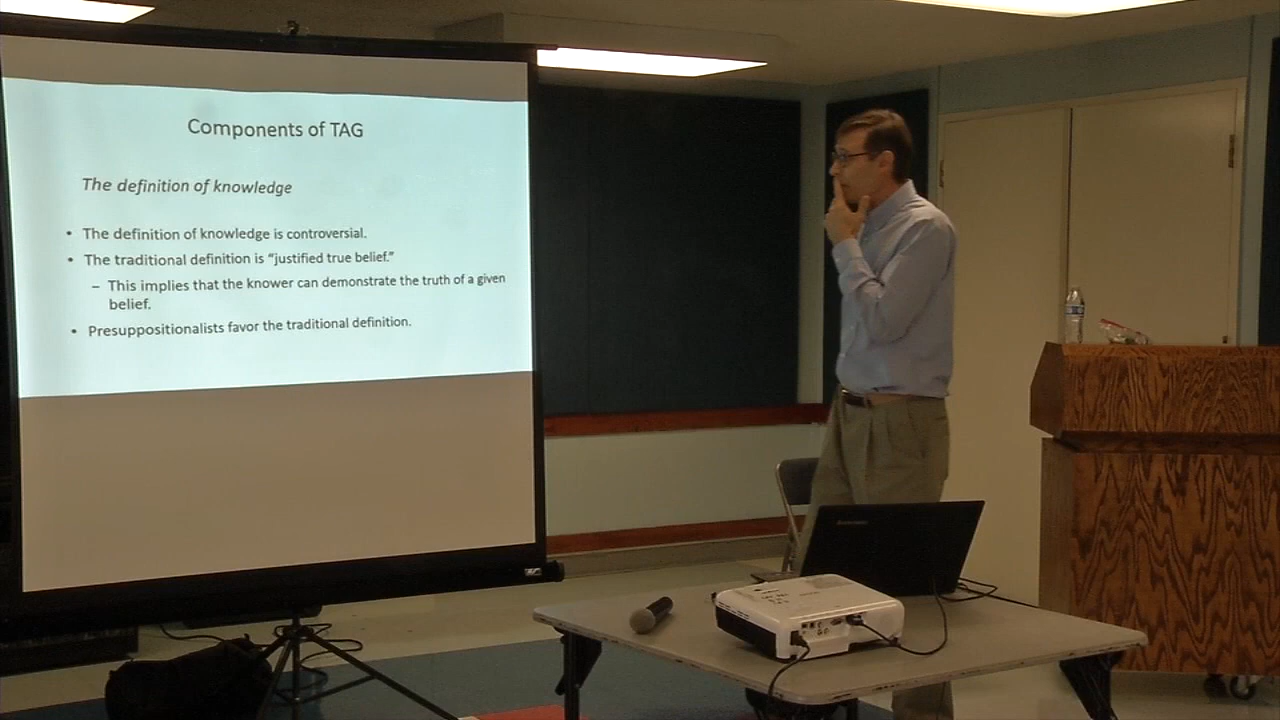 Components of TAG
The definition of knowledge
• The definition of knowledge is controversial.
• The traditional definition is “justified true belief.”
– This implies that the knower can demonstrate the truth of a given
belief.
• Presuppositionalists favor the traditional definition.